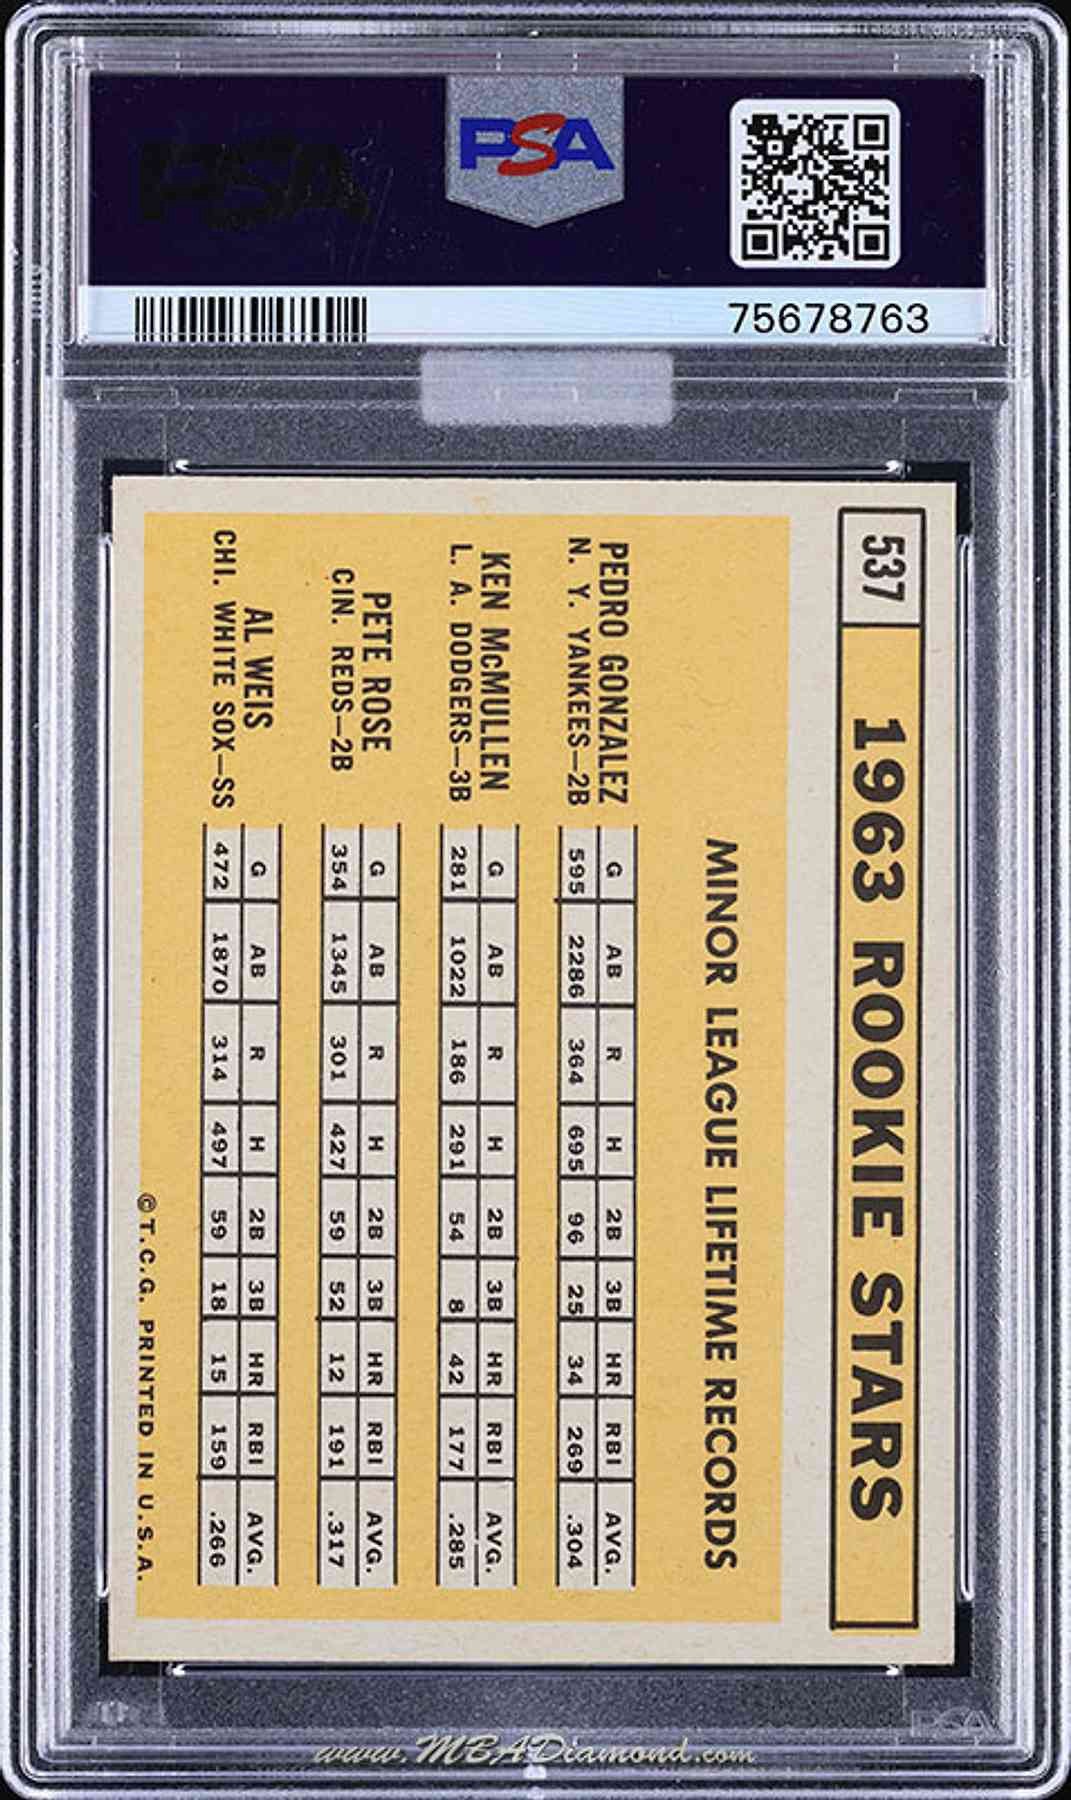 PSA
PSA
75678763
537
1963 ROOKIE STARS
MINOR LEAGUE LIFETIME RECORDS
PEDRO GONZALEZ
N. Y. YANKEES—2B
G AB R H 2B 3B HR RBI AVG.
595 2286 364 695 96 25 34 269 .304
KEN McMULLEN
L. A. DODGERS—3B
G AB R H 2B 3B HR RBI AVG.
281 1022 186 291 54 8 42 177 .285
PETE ROSE
CIN. REDS—2B
G AB R H 2B 3B HR RBI AVG.
354 1345 301 427 59 52 12 191 .317
AL WEIS
CHI. WHITE SOX—SS
G AB R H 2B 3B HR RBI AVG.
472 1870 314 497 59 18 15 159 .266
©T.C.G. PRINTED IN U.S.A.
PSA
www.MBADiamond.com